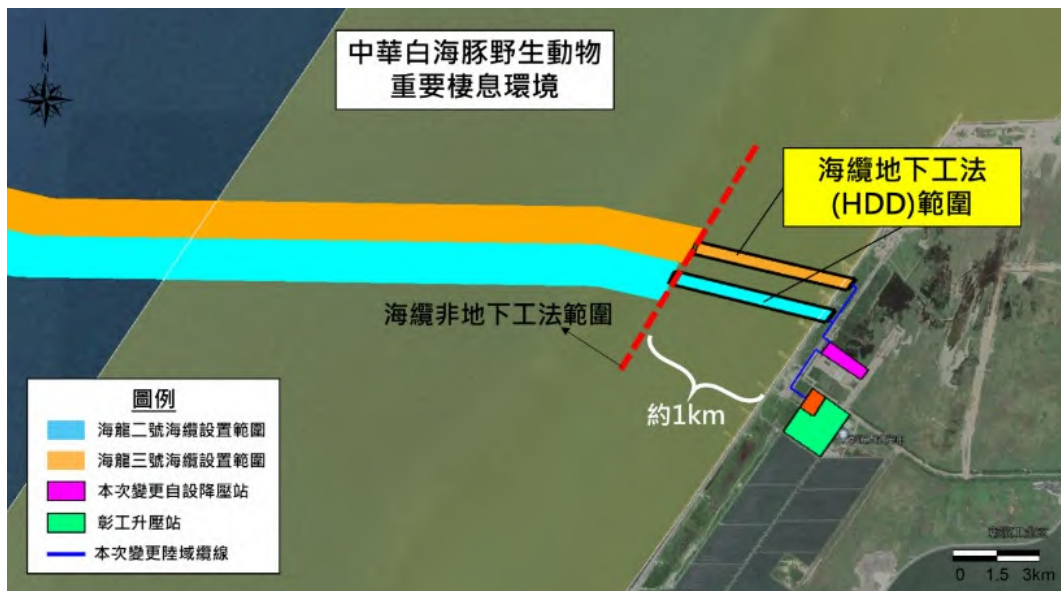 N
中華白海豚野生動物
重要棲息環境
海纜地下工法
(HDD)範圍
海纜非地下工法範圍
約1km
圖例
海龍二號海纜設置範圍
海龍三號海纜設置範圍
本次變更自設降壓站
彰工升壓站
本次變更陸域纜線
0 1.5 3km